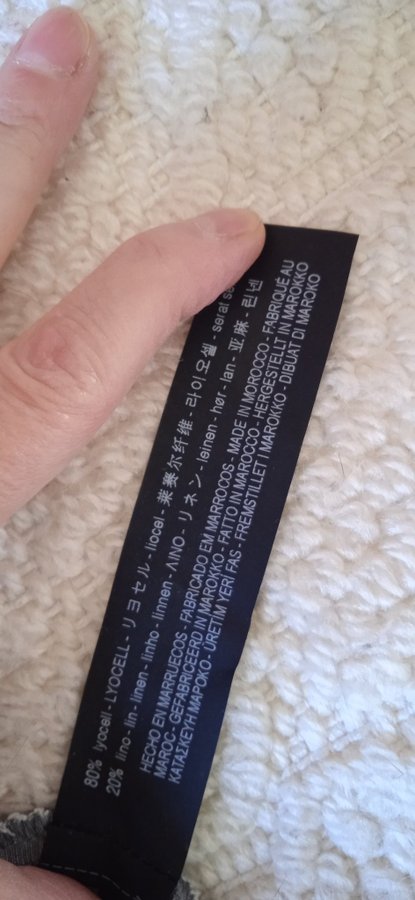 80% lyocell - LYOCELL - リヨセル - liocel - 莱赛尔纤维 - 라이오셀 - serat
20% lino - lin - linen - linho - linnen - ΛΙΝΟ - リネン - leinen - hør - lan - 亚麻 - 린넨
HECHO EN MARRUECOS - FABRICADO EM MARROCOS - MADE IN MOROCCO - FABRIQUÉ AU
MAROC - GEFABRICEERD IN MAROKKO - FATTO IN MAROCCO - HERGESTELLT IN MAROKKO
ΚΑΤΑΣΚΕΥΗ ΜΑΡΟΚΟ - ÜRETIM YERI FAS - FREMSTILLET I MAROKKO - DIBUAT DI MAROKO